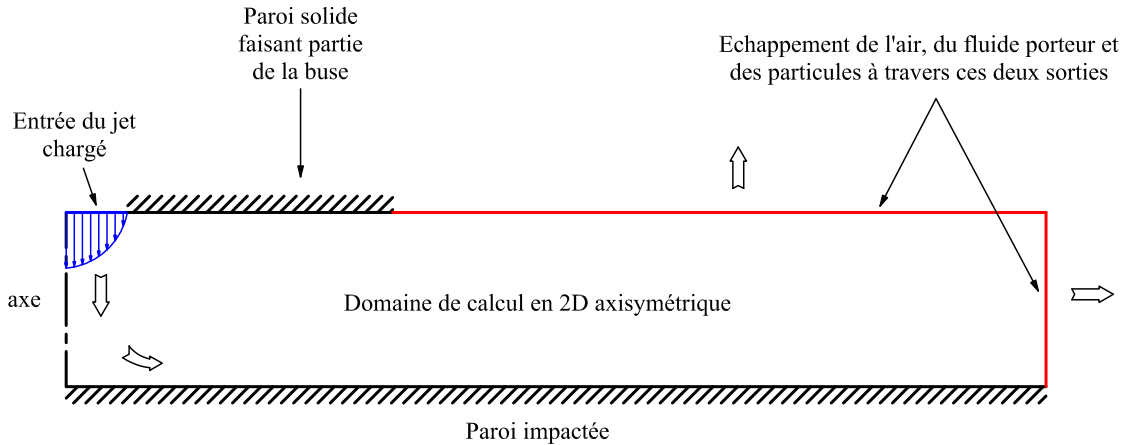 Paroi solide
faisant partie
de la buse
Echappement de l'air, du fluide porteur et
des particules à travers ces deux sorties
Entrée du jet
chargé
axe
Domaine de calcul en 2D axisymétrique
Paroi impactée